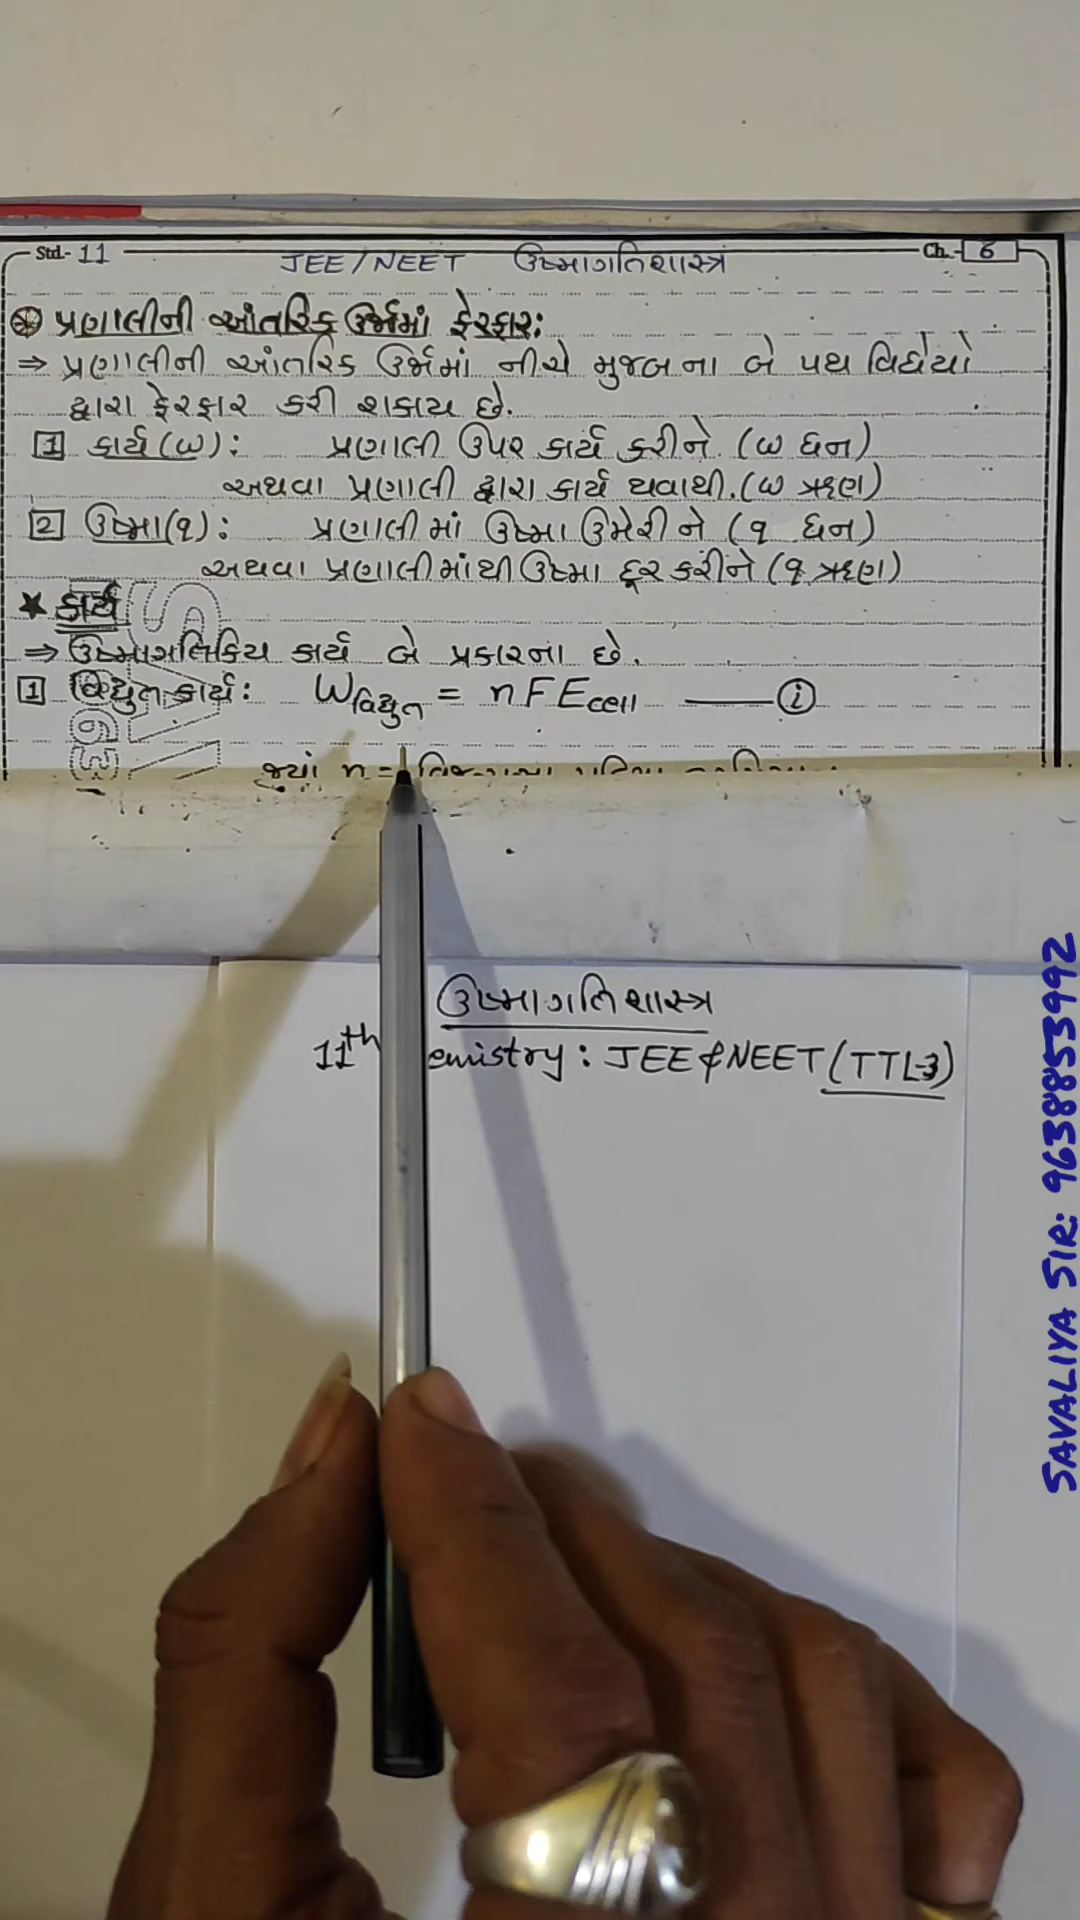 Std.- 11 JEE/NEET ઉષ્માગતિશાસ્ત્ર Ch.- 6
પ્રણાલીની આંતરિક ઉર્જામાં ફેરફાર:
⇒ પ્રણાલીની આંતરિક ઉર્જામાં નીચે મુજબના બે પથ વિધેયો
દ્વારા ફેરફાર કરી શકાય છે.
1 કાર્ય(w): પ્રણાલી ઉપર કાર્ય કરીને. (w ધન)
અથવા પ્રણાલી દ્વારા કાર્ય થવાથી.(w ઋણ)
2 ઉષ્મા(q): પ્રણાલીમાં ઉષ્મા ઉમેરીને (q ધન)
અથવા પ્રણાલીમાંથી ઉષ્મા દૂર કરીને (q ઋણ)
★ કાર્ય
⇒ ઉષ્માગતિકિય કાર્ય બે પ્રકારના છે.
1 વિદ્યુતકાર્ય: Wવિદ્યુત = nFEcell —— i
જ્યાં n =
ઉષ્માગતિશાસ્ત્ર
11th emistry: JEE & NEET (TTL-3)
SAVALIYA SIR: 9638853992